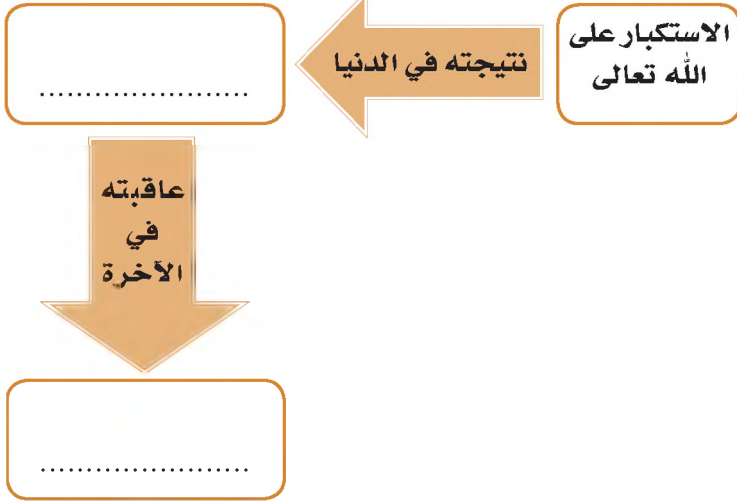 الاستكبار على
الله تعالى
نتيجته في الدنيا
.......................
عاقبته
في
الآخرة
.......................